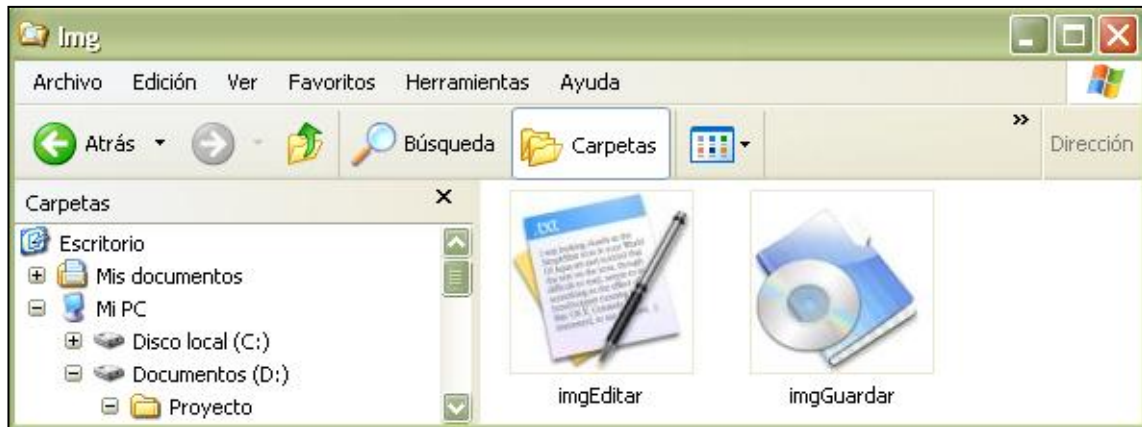 Img
Archivo Edición Ver Favoritos Herramientas Ayuda
Atrás Búsqueda Carpetas » Dirección
Carpetas x
Escritorio
Mis documentos
Mi PC
Disco local (C:)
Documentos (D:)
Proyecto
.txt
imgEditar imgGuardar